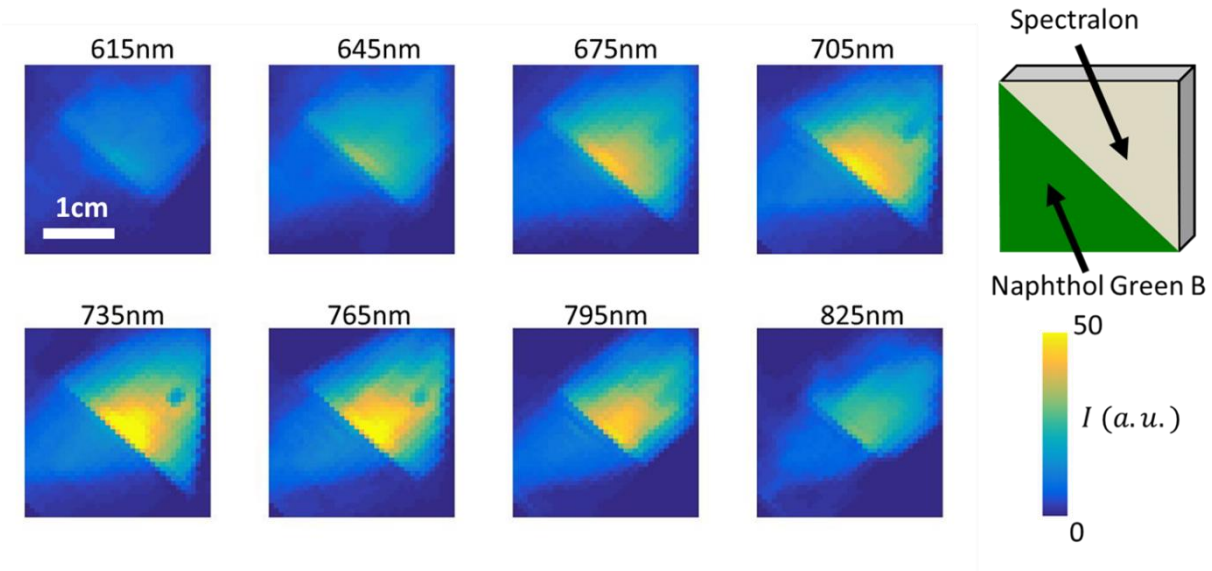 615nm
645nm
675nm
705nm
1cm
Spectralon
Naphthol Green B
735nm
765nm
795nm
825nm
50
I (a.u.)
0